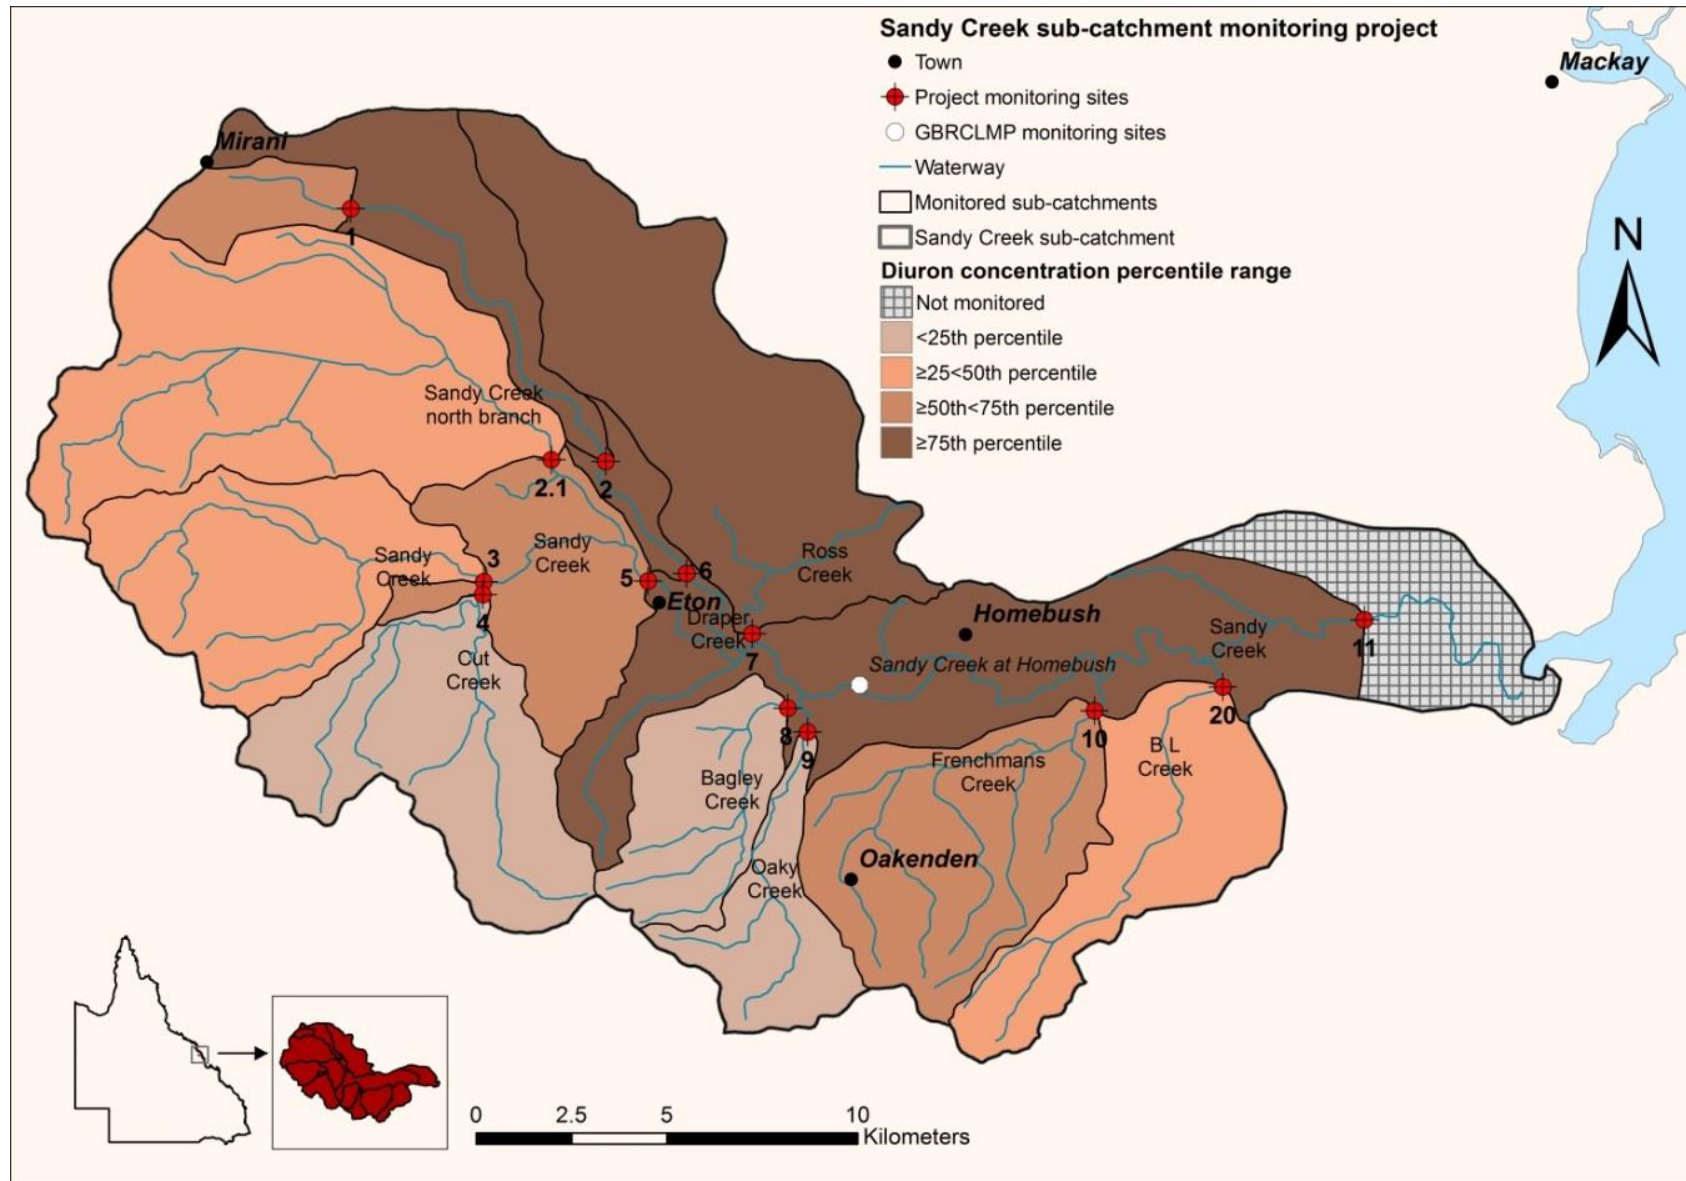 Sandy Creek sub-catchment monitoring project
Town
Project monitoring sites
GBRCLMP monitoring sites
Waterway
Monitored sub-catchments
Sandy Creek sub-catchment
Diuron concentration percentile range
Not monitored
<25th percentile
≥25<50th percentile
≥50th<75th percentile
≥75th percentile
Mackay
N
Mirani
1
Sandy Creek
north branch
2.1
2
Sandy
Creek
3
4
Sandy
Creek
5
6
Eton
Ross
Creek
Draper
Creek
7
Homebush
Sandy Creek at Homebush
Sandy
Creek
11
Cut
Creek
8
9
10
20
Bagley
Creek
Frenchmans
Creek
B L
Creek
Oaky
Creek
Oakenden
0
2.5
5
10
Kilometers